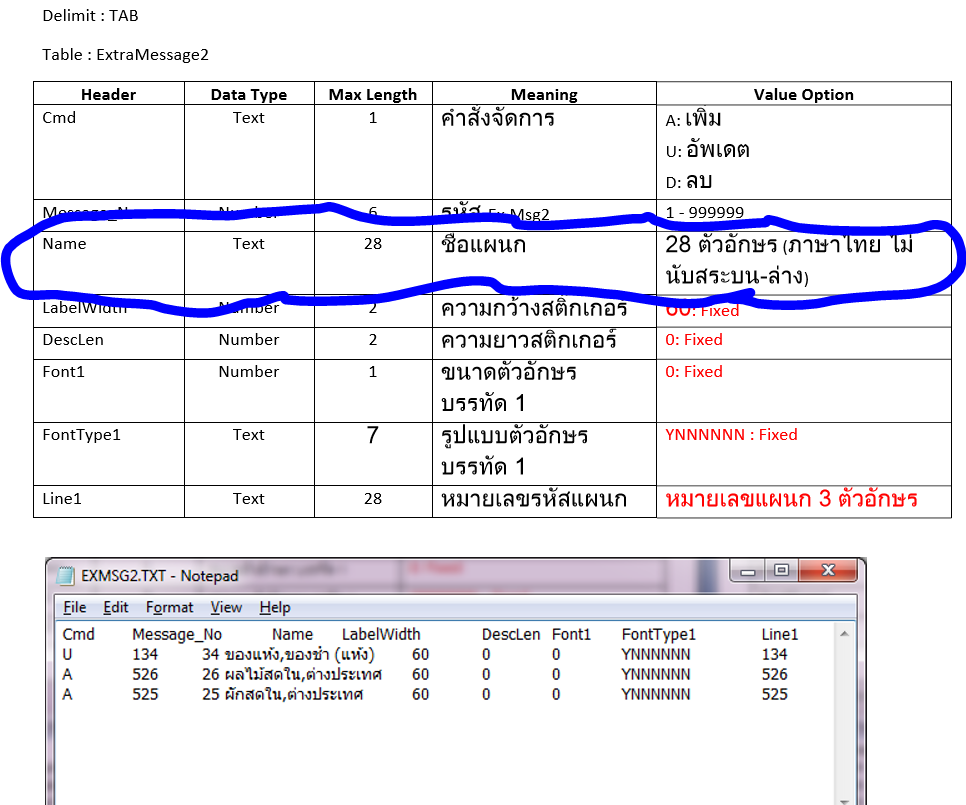 Delimit : TAB
Table : ExtraMessage2
Header Data Type Max Length Meaning Value Option
Cmd Text 1 คำสั่งจัดการ A: เพิ่ม
U: อัพเดต
D: ลบ
Message_No Number 6 รหัส Ex Msg2 1 - 999999
Name Text 28 ชื่อแผนก 28 ตัวอักษร (ภาษาไทย ไม่
นับสระบน-ล่าง)
LabelWidth Number 2 ความกว้างสติกเกอร์ 60: Fixed
DescLen Number 2 ความยาวสติกเกอร์ 0: Fixed
Font1 Number 1 ขนาดตัวอักษร 0: Fixed
บรรทัด 1
FontType1 Text 7 รูปแบบตัวอักษร YNNNNNN : Fixed
บรรทัด 1
Line1 Text 28 หมายเลขรหัสแผนก หมายเลขแผนก 3 ตัวอักษร
EXMSG2.TXT - Notepad
File Edit Format View Help
Cmd Message_No Name LabelWidth DescLen Font1 FontType1 Line1
U 134 34 ของแห้ง,ของชำ (แห้ง) 60 0 0 YNNNNNN 134
A 526 26 ผลไม้สดใน,ต่างประเทศ 60 0 0 YNNNNNN 526
A 525 25 ผักสดใน,ต่างประเทศ 60 0 0 YNNNNNN 525